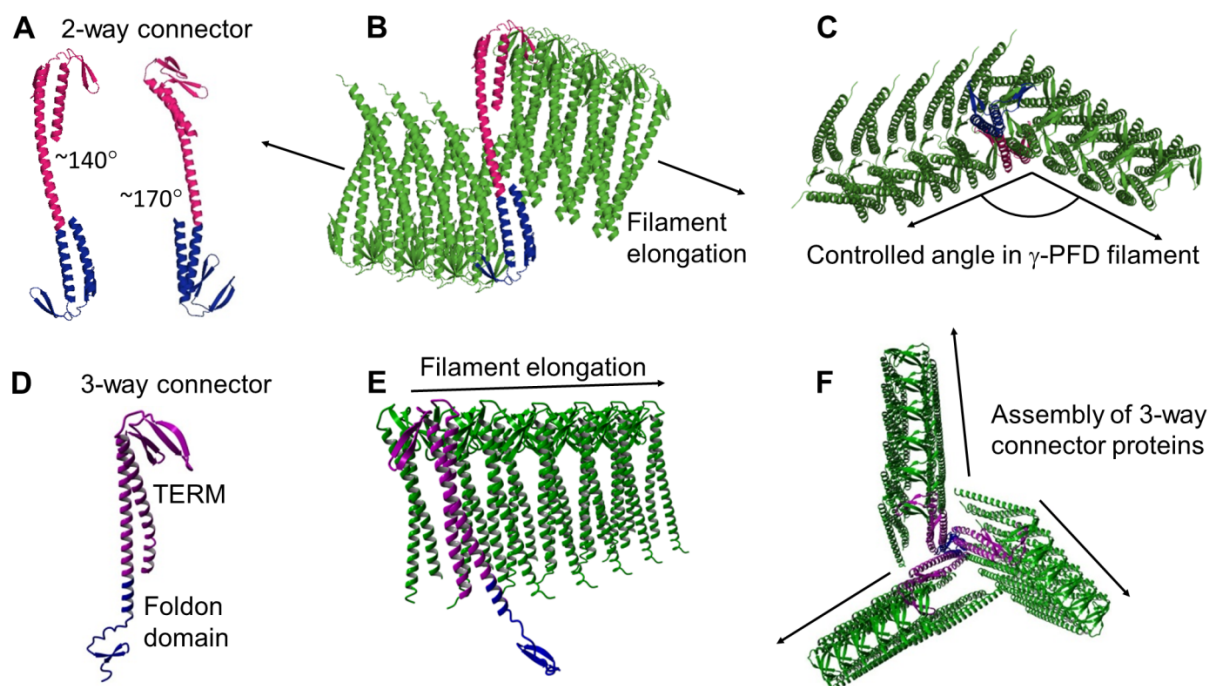 A
2-way connector
~140°
~170°
B
Filament
elongation
C
Controlled angle in γ-PFD filament
D
3-way connector
TERM
Foldon
domain
E
Filament elongation
F
Assembly of 3-way
connector proteins